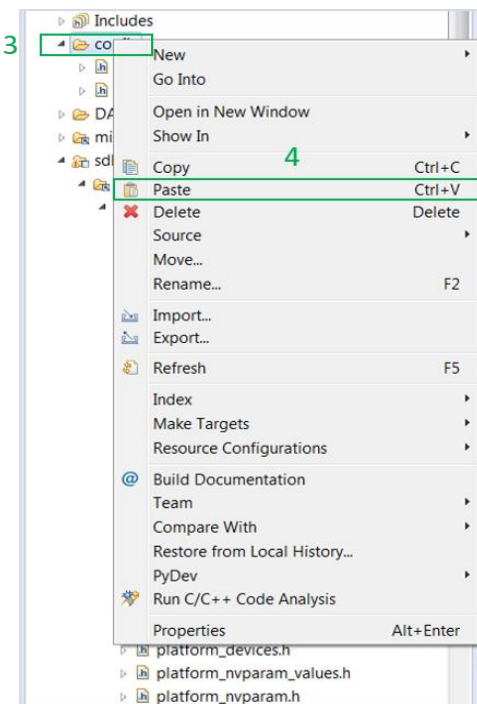 Includes
3
co
New
Go Into
DA
Open in New Window
mi
Show In
sd
4
Copy Ctrl+C
Paste Ctrl+V
Delete Delete
Source
Move...
Rename... F2
Import...
Export...
Refresh F5
Index
Make Targets
Resource Configurations
@ Build Documentation
Team
Compare With
Restore from Local History...
PyDev
Run C/C++ Code Analysis
Properties Alt+Enter
platform_devices.h
platform_nvparam_values.h
platform_nvparam.h